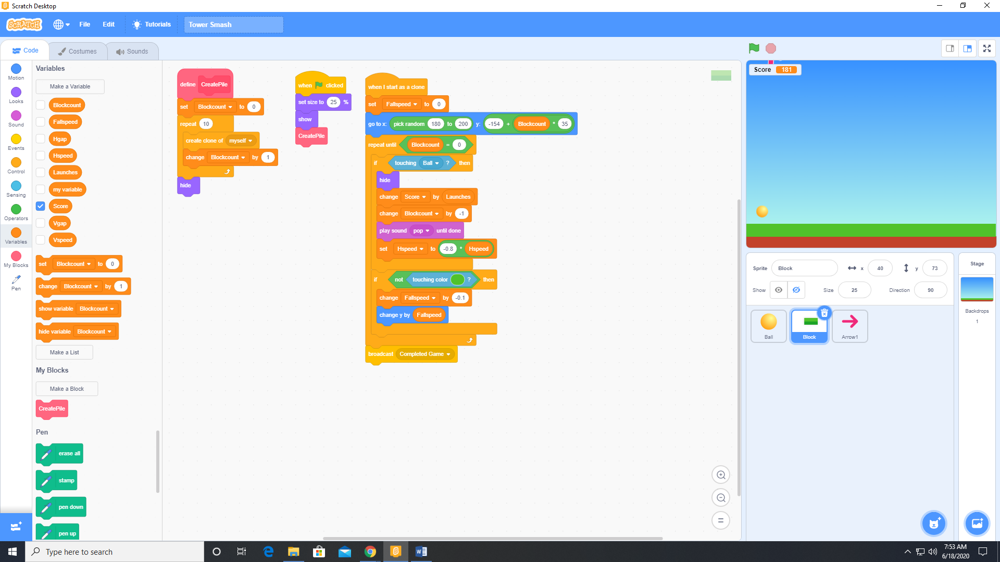 Scratch Desktop
SCRATCH
File
Edit
Tutorials
Tower Smash
Code
Costumes
Sounds
Motion
Looks
Sound
Events
Control
Sensing
Operators
Variables
My Blocks
Pen
Variables
Make a Variable
Blockcount
Fallspeed
Hgap
Hspeed
Launches
my variable
Score
Vgap
Vspeed
set Blockcount to 0
change Blockcount by 1
show variable Blockcount
hide variable Blockcount
Make a List
My Blocks
Make a Block
CreatePile
Pen
erase all
stamp
pen down
pen up
define CreatePile
set Blockcount to 0
repeat 10
create clone of myself
change Blockcount by 1
hide
when clicked
set size to 25 %
show
CreatePile
when I start as a clone
set Fallspeed to 0
go to x: pick random 180 to 200 y: -154 + Blockcount * 35
repeat until Blockcount = 0
if touching Ball ? then
hide
change Score by Launches
change Blockcount by -1
play sound pop until done
set Hspeed to -0.8 * Hspeed
if not touching color ? then
change Fallspeed by -0.1
change y by Fallspeed
broadcast Completed Game
Score 181
Sprite Block x 40 y 73
Show Size 25 Direction 90
Ball
Block
Arrow1
Stage
Backdrops
1
Type here to search
7:53 AM
6/18/2020